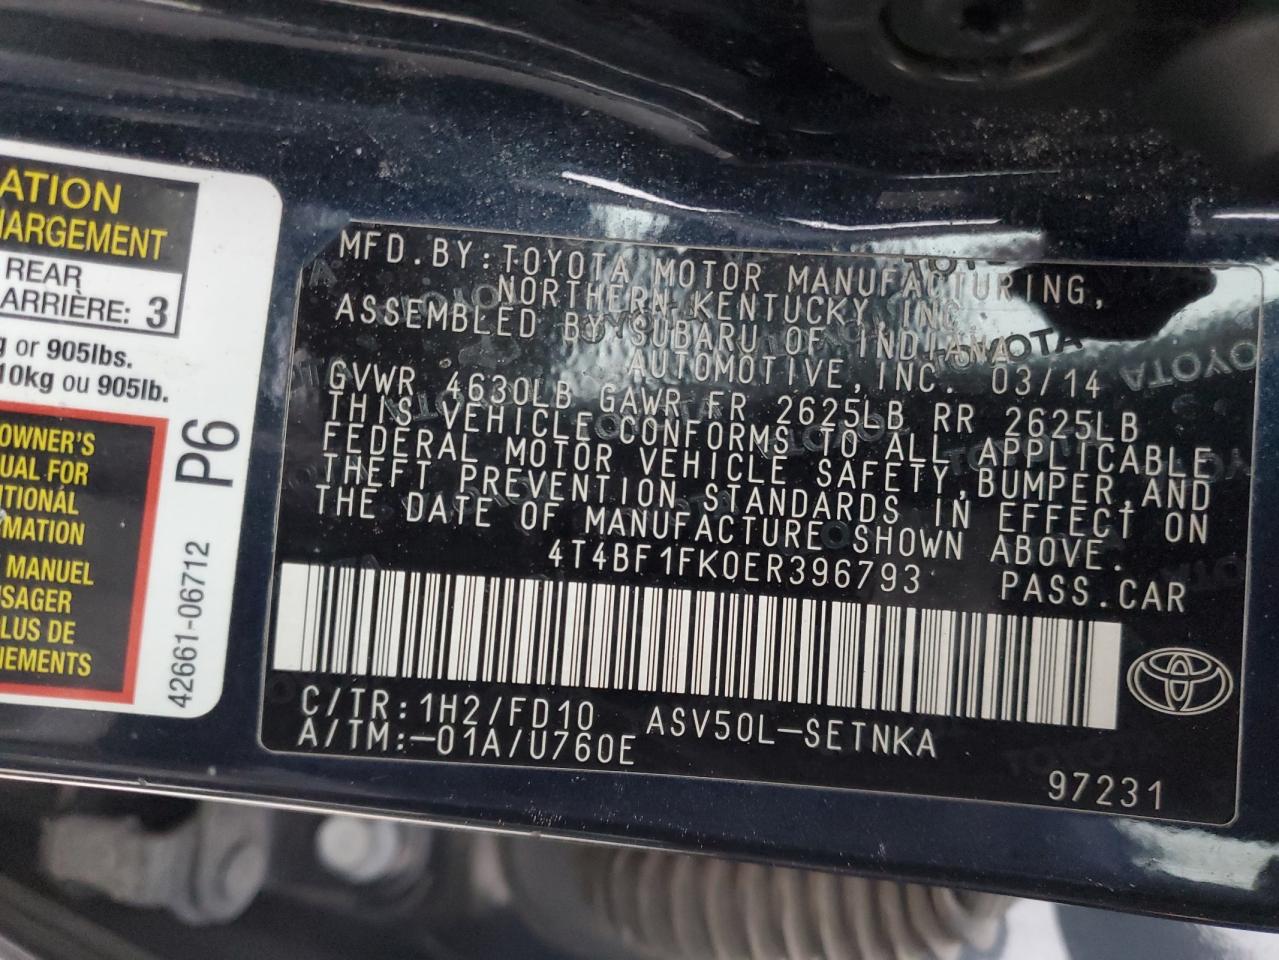 ATION
HARGEMENT
REAR
ARRIÈRE: 3
g or 905lbs.
10kg ou 905lb.
OWNER'S
UAL FOR
ITIONAL
RMATION
MANUEL
SAGER
LUS DE
NEMENTS
42661-06712 P6
MFD.BY:TOYOTA MOTOR MANUFACTURING,
NORTHERN KENTUCKY,INC.
ASSEMBLED BY SUBARU OF INDIANA
AUTOMOTIVE,INC. 03/14
GVWR 4630LB GAWR FR 2625LB RR 2625LB
THIS VEHICLE CONFORMS TO ALL APPLICABLE
FEDERAL MOTOR VEHICLE SAFETY,BUMPER,AND
THEFT PREVENTION STANDARDS IN EFFECT ON
THE DATE OF MANUFACTURE SHOWN ABOVE.
4T4BF1FK0ER396793 PASS.CAR
C/TR:1H2/FD10 ASV50L-SETNKA
A/TM:-01A/U760E
97231